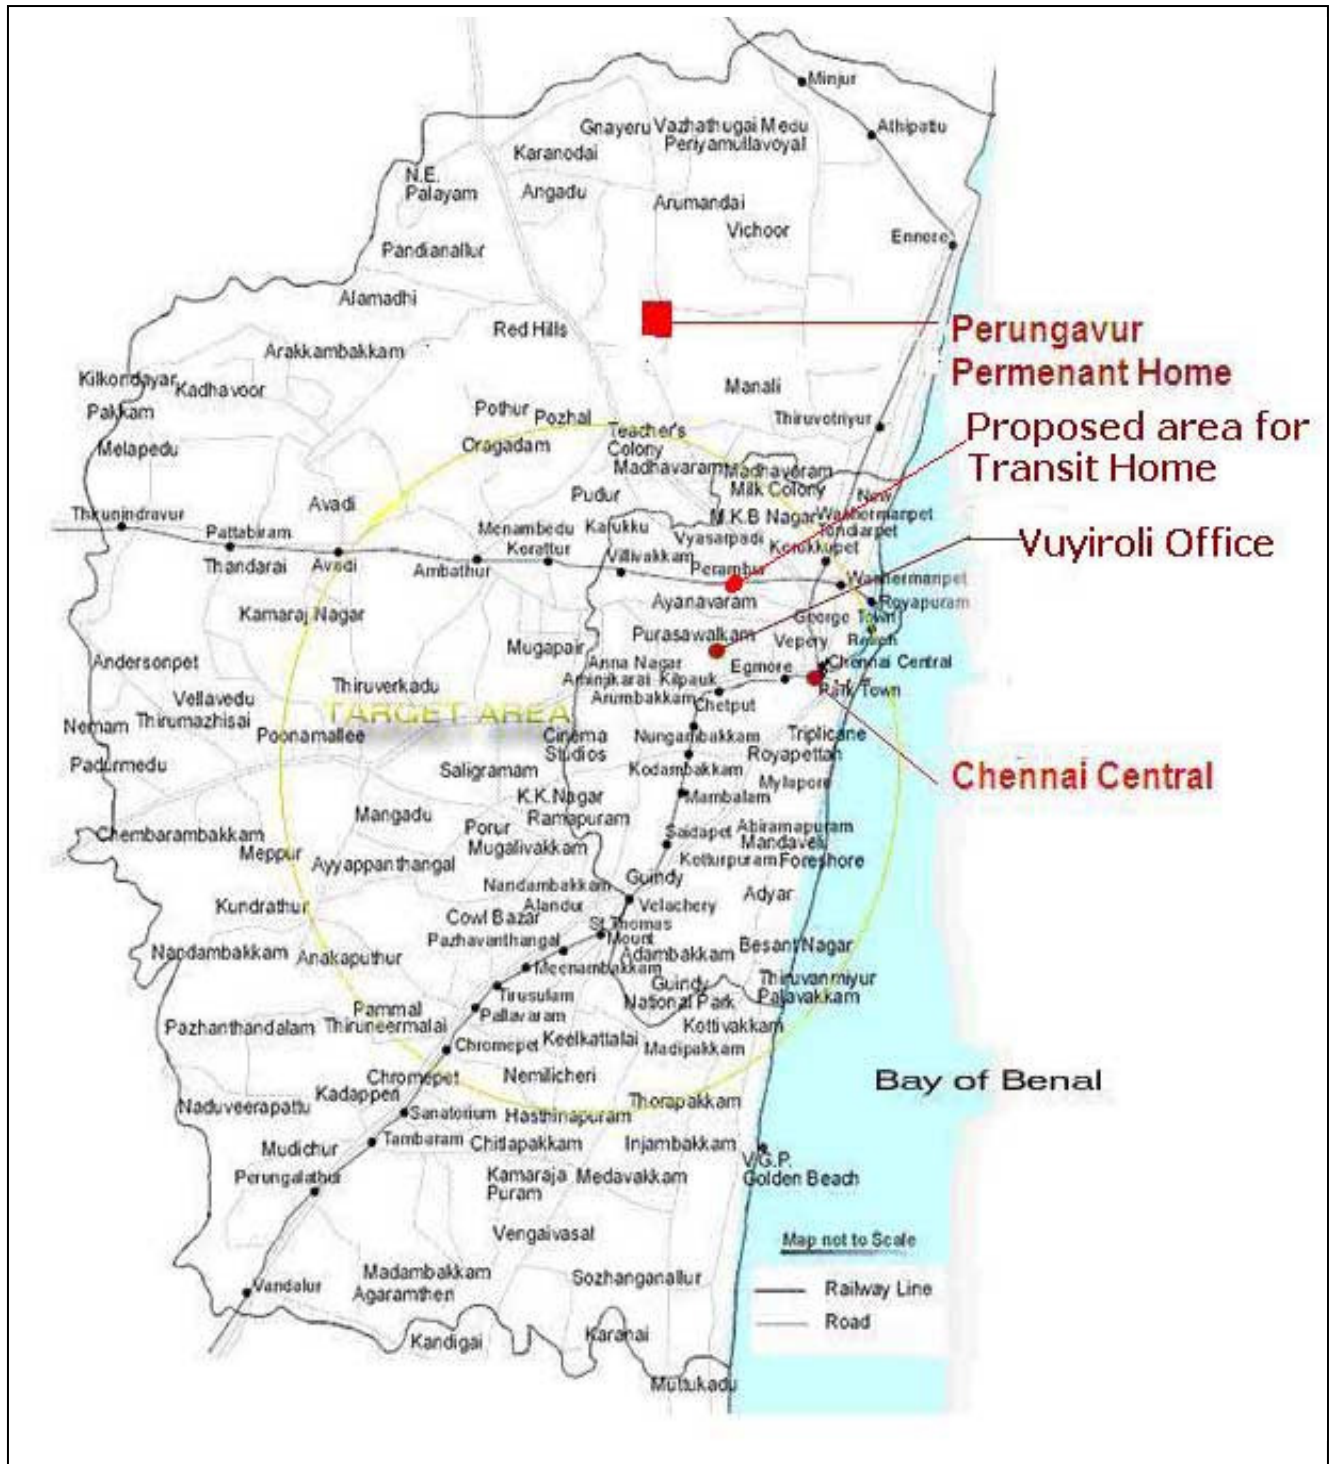 Minjur
Gnayeru Vazhathugai Medu
Athipattu
Periyamullavoyal
Karanodai
N.E.
Palayam
Angadu
Arumandai
Vichoor
Ennore
Pandianallur
Alamadhi
Red Hills
Perungavur
Permenant Home
Arakkambakkam
Kilkondayar
Kadhavoor
Manali
Pakkam
Pothur
Pozhal
Thiruvotriyur
Proposed area for
Transit Home
Melapedu
Oragadam
Teacher's
Colony
Madhavaram
Madhavaram
Milk Colony
Pudur
New
Washermanpet
Avadi
Thirunindravur
Pattabiram
Menambedu
Karukku
M.K.B Nagar
Tondiarpet
Vyasarpadi
Korukkupet
Vuyiroli Office
Korattur
Villivakkam
Perambur
Thandarai
Avadi
Ambathur
Washermanpet
Ayanavaram
Royapuram
Kamaraj Nagar
George Town
Purasawalkam
Vepery
Beach
Mugapair
Andersonpet
Anna Nagar
Egmore
Chennai Central
Aminjikarai
Kilpauk
Park Town
Vellavedu
Thiruverkadu
Arumbakkam
Chetput
TARGET AREA
Nemam
Thirumazhisai
Poonamallee
Cinema
Studios
Nungambakkam
Triplicane
Royapettah
Padurmedu
Saligramam
Kodambakkam
Mylapore
Chennai Central
K.K.Nagar
Mambalam
Mangadu
Ramapuram
Porur
Saidapet
Abiramapuram
Chembarambakkam
Mugalivakkam
Mandaveli
Meppur
Ayyappanthangal
Kotturpuram
Foreshore
Guindy
Nandambakkam
Adyar
Kundrathur
Alandur
Velachery
Cowl Bazar
St.Thomas
Mount
Pazhavanthangal
Besant Nagar
Nandambakkam
Anakaputhur
Adambakkam
Meenambakkam
Guindy
National Park
Thiruvanmiyur
Palavakkam
Tirusulam
Pammal
Pallavaram
Pazhanthandalam
Thiruneermalai
Kottivakkam
Chromepet
Keelkattalai
Madipakkam
Chromepet
Nemilicheri
Bay of Benal
Kadapperi
Naduveerapattu
Sanatorium
Hasthinapuram
Thorapakkam
Mudichur
Tambaram
Chitlapakkam
Injambakkam
V.G.P.
Golden Beach
Perungalathur
Kamaraja
Puram
Medavakkam
Vengaivasal
Map not to Scale
Vandalur
Madambakkam
Sozhanganallur
Railway Line
Agaramthen
Road
Kandigai
Karanai
Muttukadu